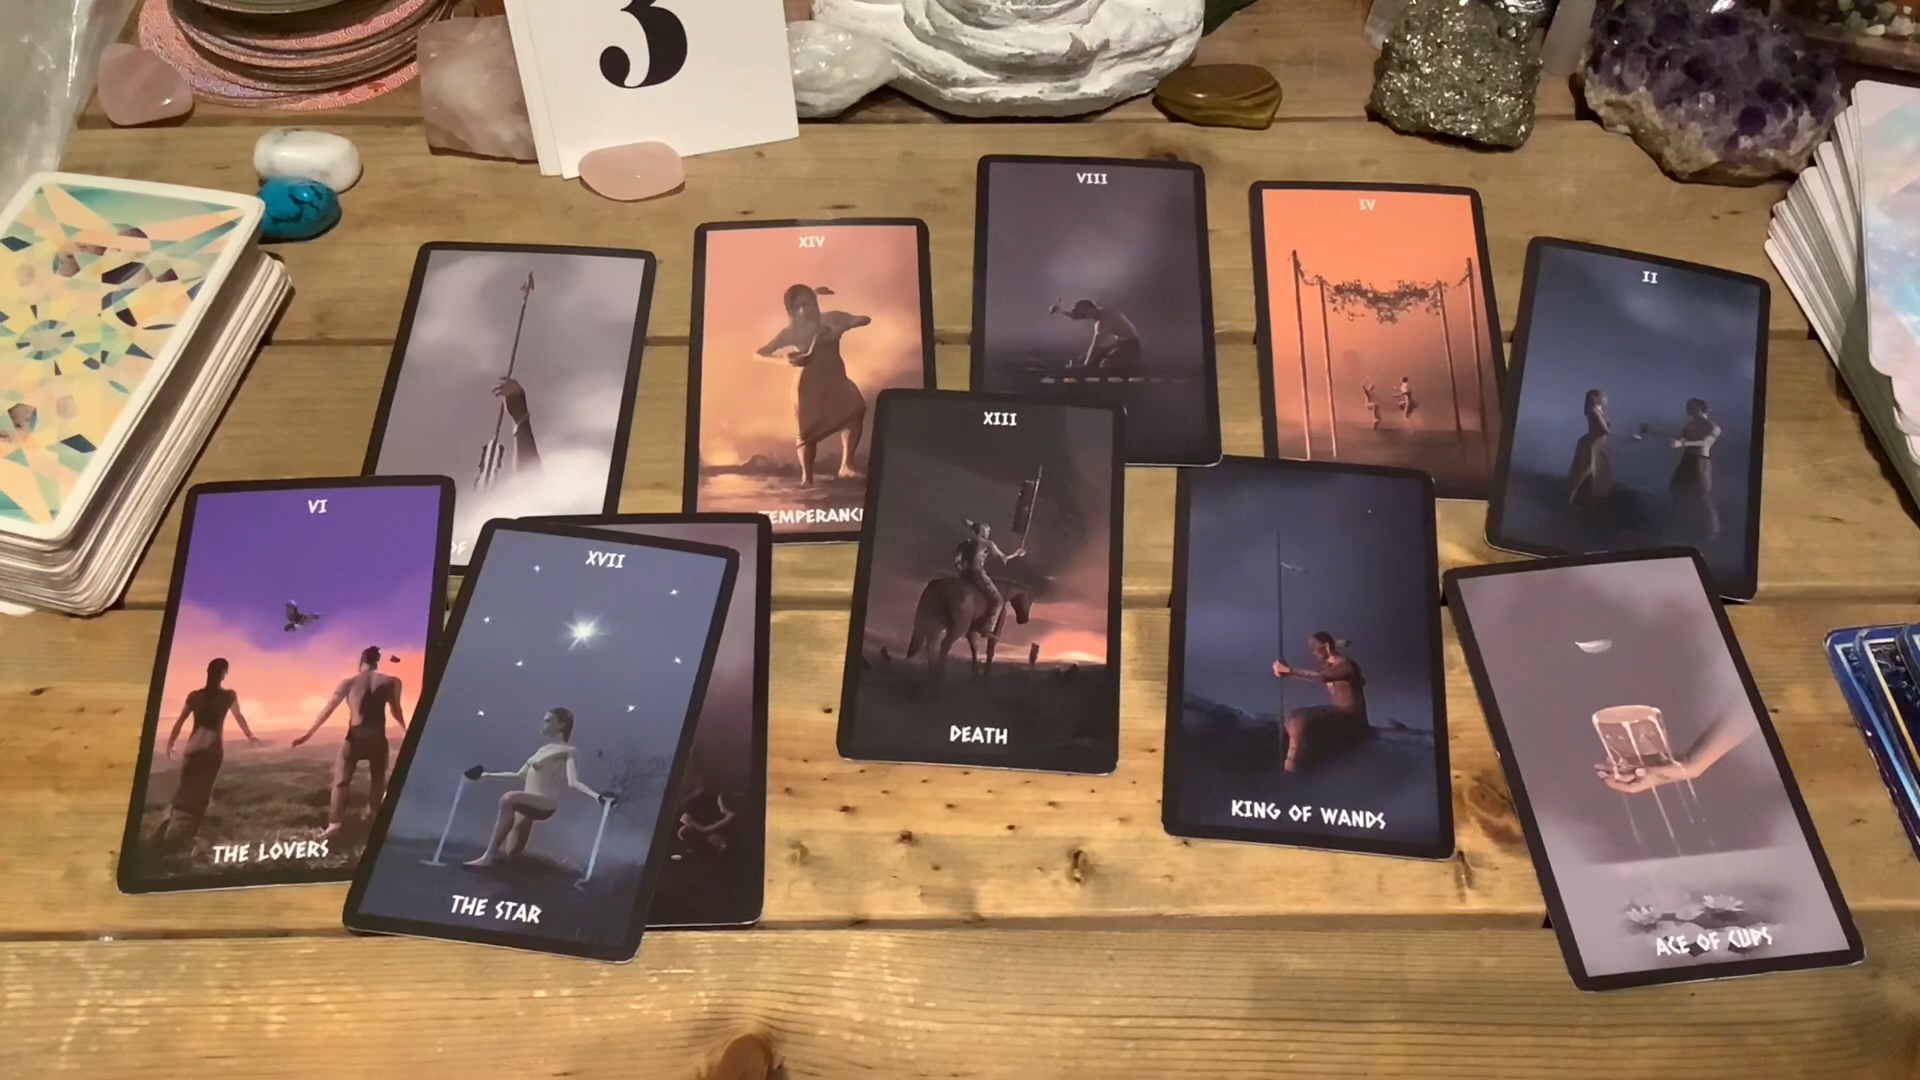 3
VIII
IV
XIV
II
TEMPERANC
XIII
VI
OF
XVII
DEATH
KING OF WANDS
THE LOVERS
THE STAR
ACE OF CUPS